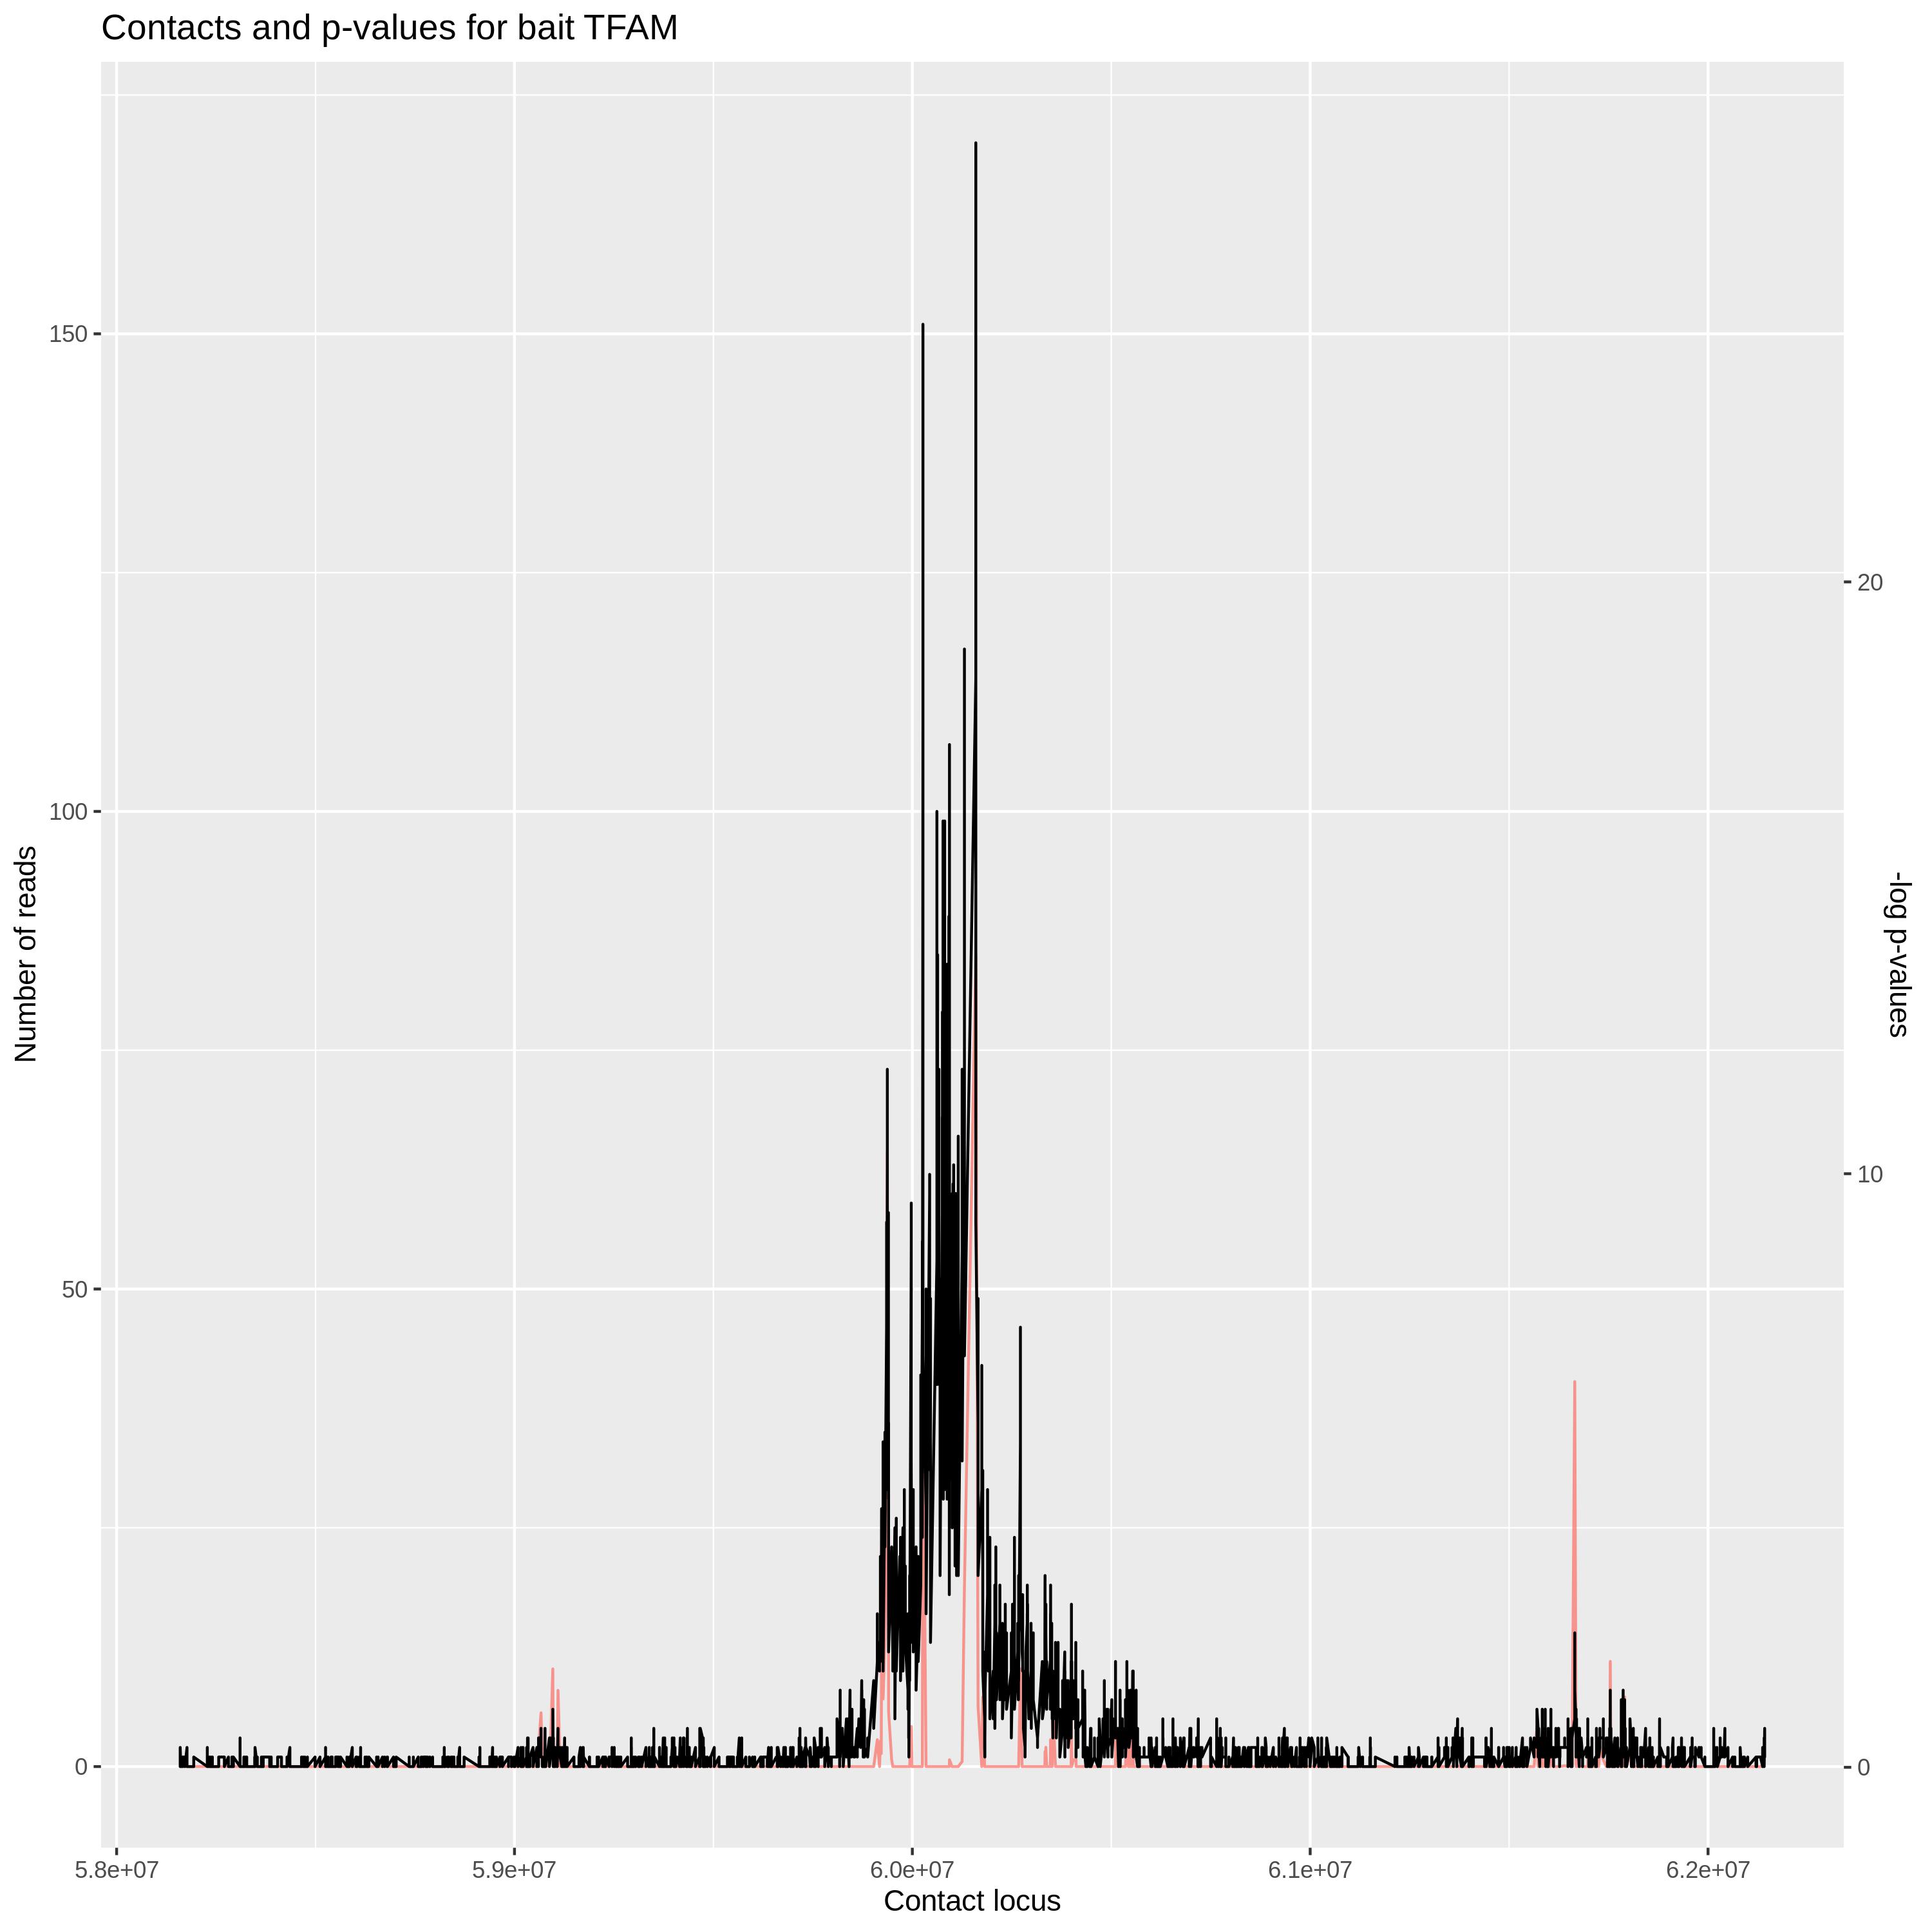 Contacts and p-values for bait TFAM
Number of reads
150
100
50
0
20
10
0
-log p-values
5.8e+07
5.9e+07
6.0e+07
6.1e+07
6.2e+07
Contact locus